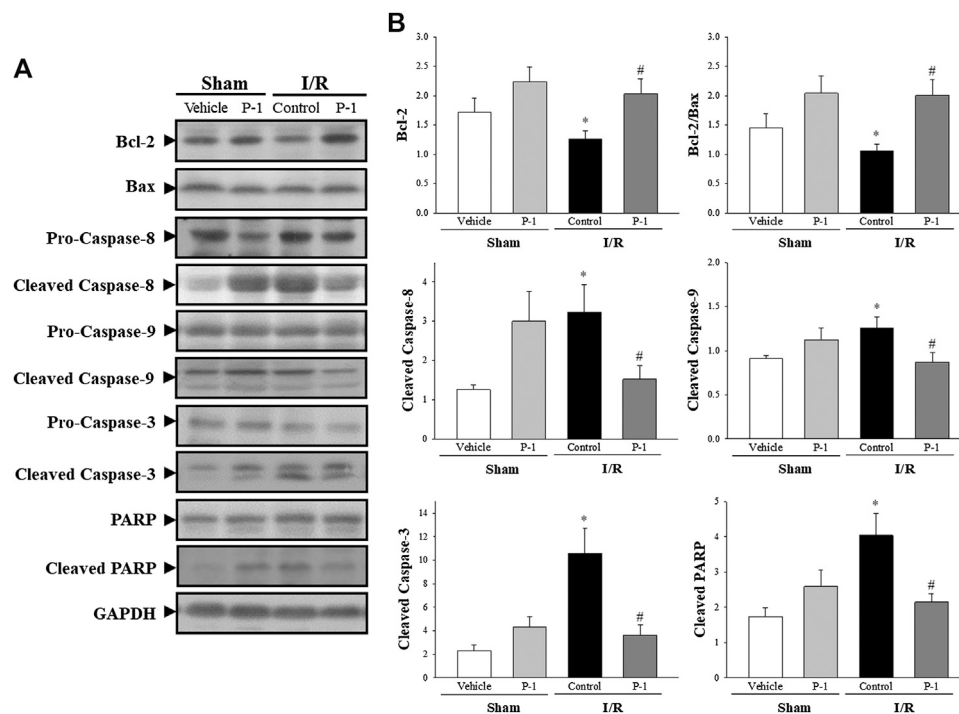 A
Sham I/R
Vehicle P-1 Control P-1
Bcl-2
Bax
Pro-Caspase-8
Cleaved Caspase-8
Pro-Caspase-9
Cleaved Caspase-9
Pro-Caspase-3
Cleaved Caspase-3
PARP
Cleaved PARP
GAPDH
B
Bcl-2
3.0
2.5
2.0
1.5
1.0
0.5
0.0
*
#
Vehicle P-1 Control P-1
Sham I/R
Bcl-2/Bax
3.0
2.5
2.0
1.5
1.0
0.5
0.0
*
#
Vehicle P-1 Control P-1
Sham I/R
Cleaved Caspase-8
4
3
2
1
0
*
#
Vehicle P-1 Control P-1
Sham I/R
Cleaved Caspase-9
2.0
1.5
1.0
0.5
0.0
*
#
Vehicle P-1 Control P-1
Sham I/R
Cleaved Caspase-3
14
12
10
8
6
4
2
0
*
#
Vehicle P-1 Control P-1
Sham I/R
Cleaved PARP
5
4
3
2
1
0
*
#
Vehicle P-1 Control P-1
Sham I/R